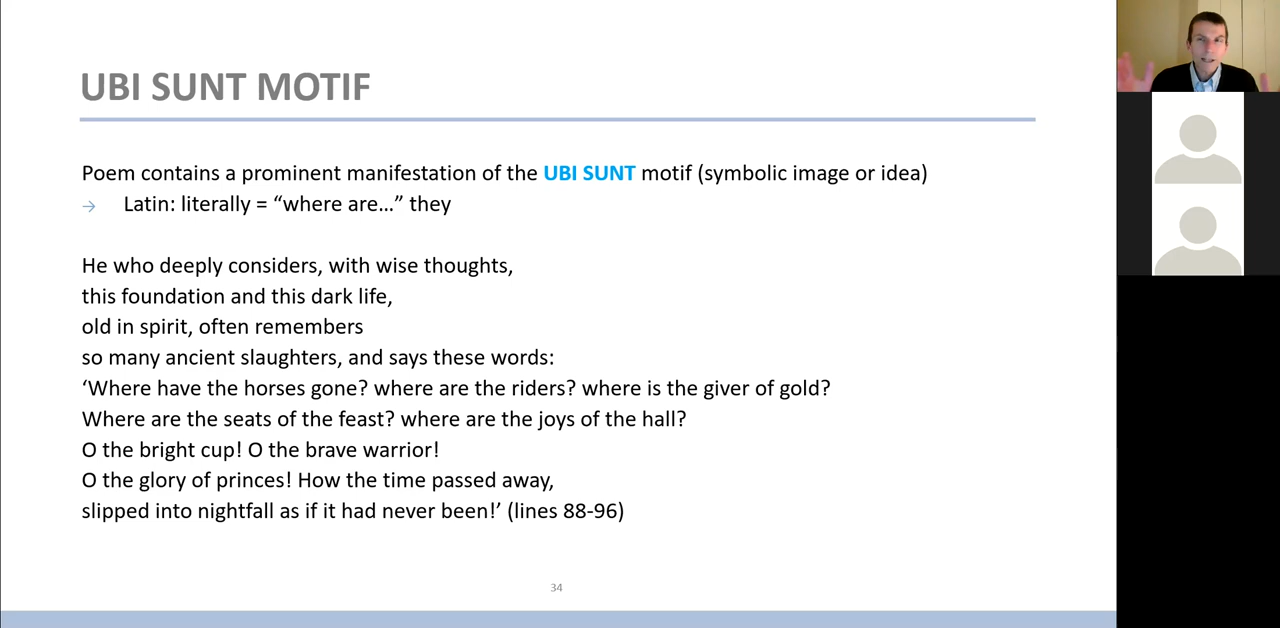 UBI SUNT MOTIF
Poem contains a prominent manifestation of the UBI SUNT motif (symbolic image or idea)
→ Latin: literally = “where are…” they
He who deeply considers, with wise thoughts,
this foundation and this dark life,
old in spirit, often remembers
so many ancient slaughters, and says these words:
‘Where have the horses gone? where are the riders? where is the giver of gold?
Where are the seats of the feast? where are the joys of the hall?
O the bright cup! O the brave warrior!
O the glory of princes! How the time passed away,
slipped into nightfall as if it had never been!’ (lines 88-96)
34